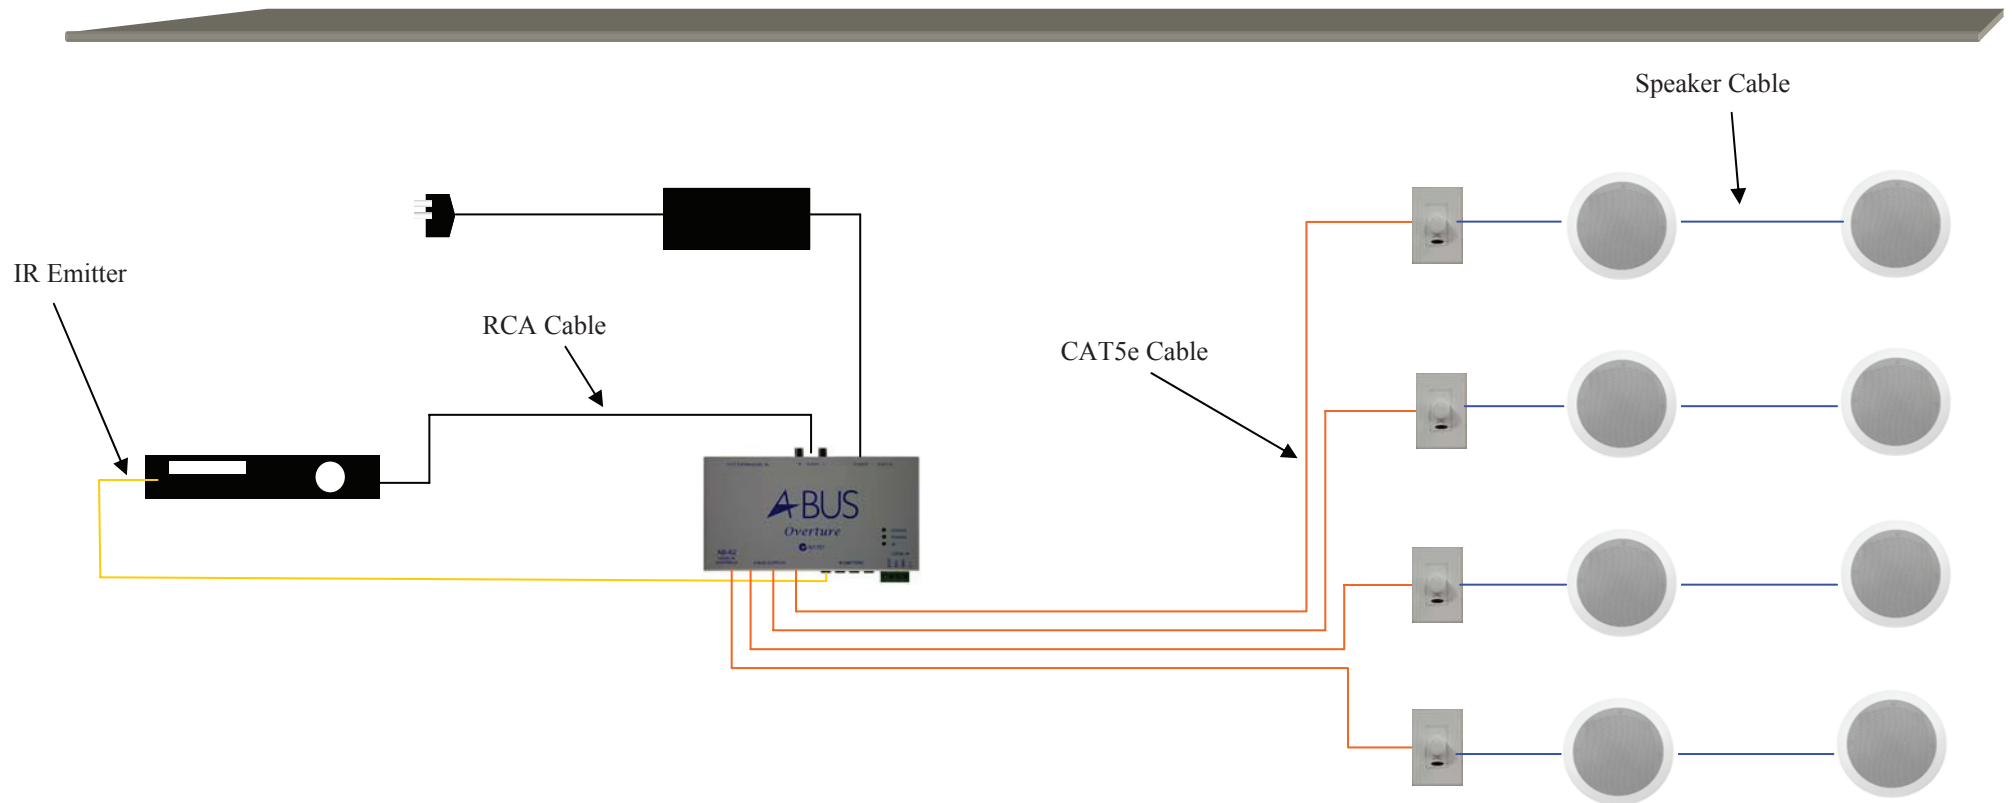 Speaker Cable
IR Emitter
RCA Cable
CAT5e Cable
A-BUS
Overture